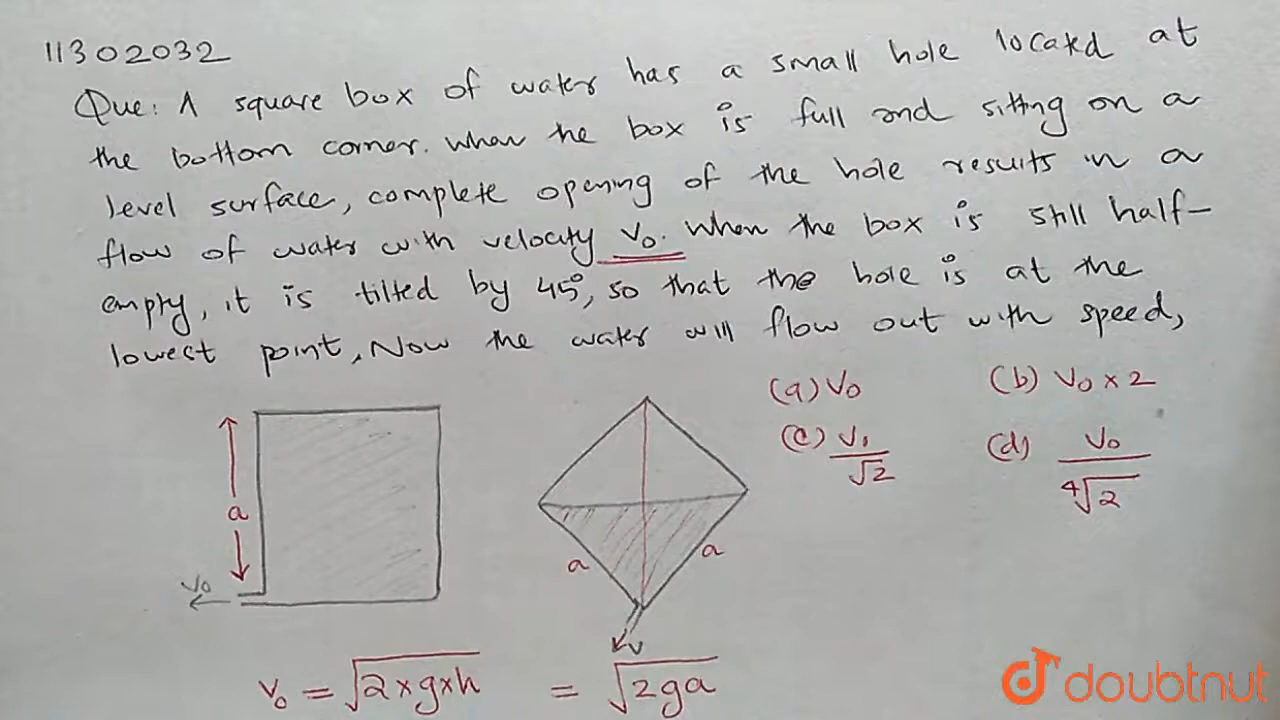 11302032
Que: A square box of water has a small hole located at
the bottom corner. When the box is full and sitting on a
level surface, complete opening of the hole results in a
flow of water with velocity V₀. When the box is still half-
empty, it is tilted by 45°, so that the hole is at the
lowest point, Now the water will flow out with speed,
(a) V₀ (b) V₀ × 2
(c) V₀/√2 (d) V₀/⁴√2
a
V₀
a a
V
V₀ = √2×g×h = √2ga
doubtnut